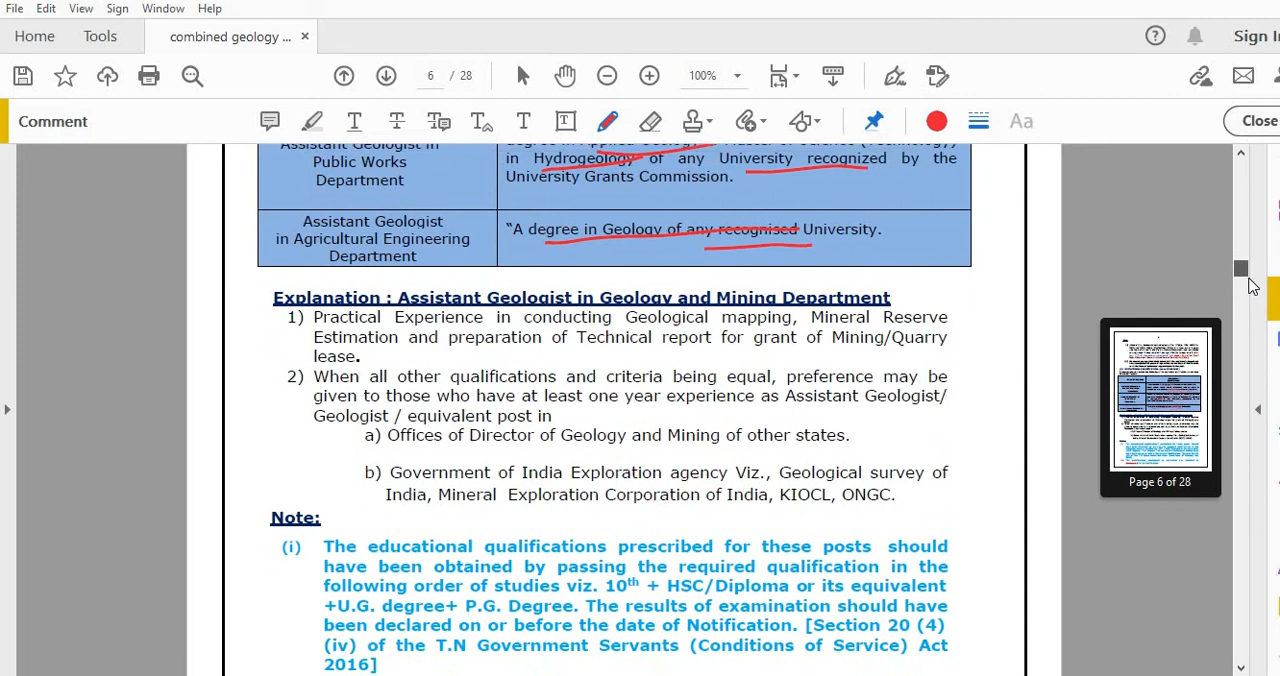 File Edit View Sign Window Help
Home Tools combined geology ... × Sign In
6 / 28 100%
Comment Aa Close
Assistant Geologist in
Public Works
Department
degree in Applied Geology
in Hydrogeology of any University recognized by the
University Grants Commission.
Assistant Geologist
in Agricultural Engineering
Department
“A degree in Geology of any recognised University.
Explanation : Assistant Geologist in Geology and Mining Department
1) Practical Experience in conducting Geological mapping, Mineral Reserve
Estimation and preparation of Technical report for grant of Mining/Quarry
lease.
2) When all other qualifications and criteria being equal, preference may be
given to those who have at least one year experience as Assistant Geologist/
Geologist / equivalent post in
a) Offices of Director of Geology and Mining of other states.
b) Government of India Exploration agency Viz., Geological survey of
India, Mineral Exploration Corporation of India, KIOCL, ONGC.
Note:
(i) The educational qualifications prescribed for these posts should
have been obtained by passing the required qualification in the
following order of studies viz. 10th + HSC/Diploma or its equivalent
+U.G. degree+ P.G. Degree. The results of examination should have
been declared on or before the date of Notification. [Section 20 (4)
(iv) of the T.N Government Servants (Conditions of Service) Act
2016]
Page 6 of 28